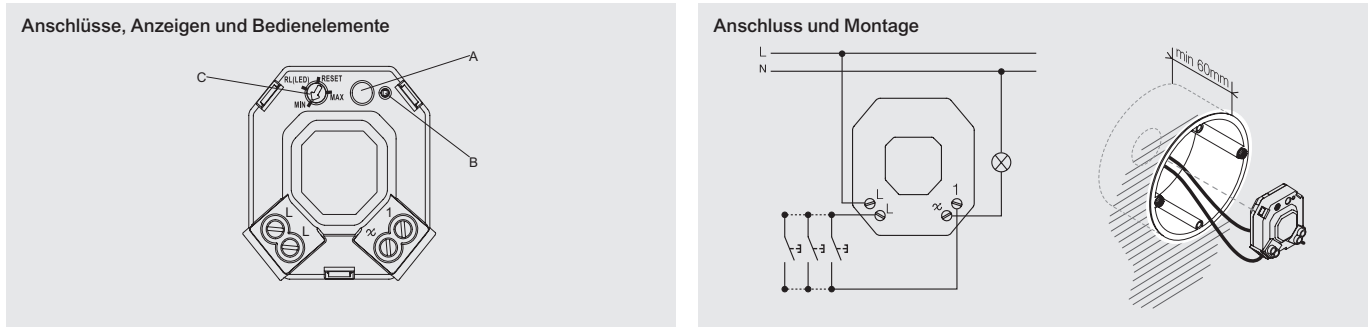 Anschlüsse, Anzeigen und Bedienelemente
A
C
RL(LED)
RESET
MIN
MAX
B
L
L
1
≂
Anschluss und Montage
L
N
min 60mm
L
L
1
≂